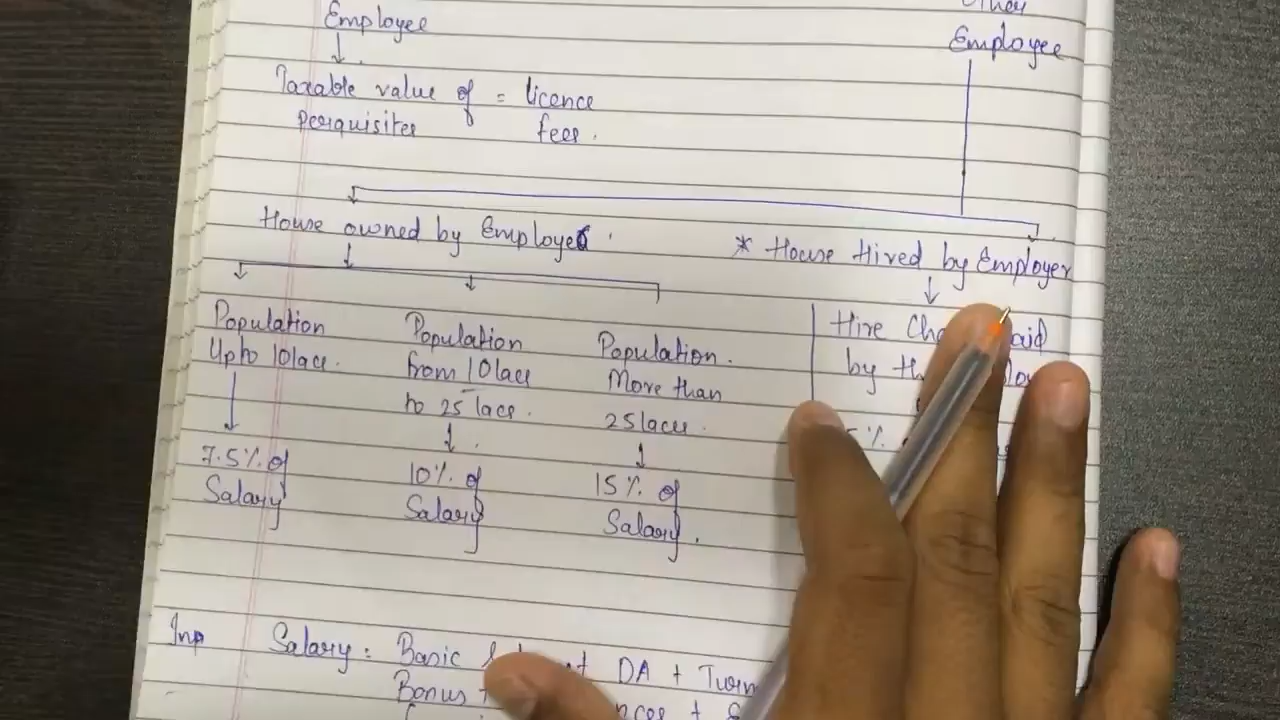 Other
Employee
Employee
Taxable value of = licence
perquisites fees.
House owned by Employe
* House Hired by Employer
Population
Upto 10lacs.
7.5% of
Salary
Population
from 10lacs
to 25 lacs.
10% of
Salary
Population.
More than
25lacs.
15% of
Salary.
Hire
by
%
Imp Salary: Basic DA + Turn
Bonus +